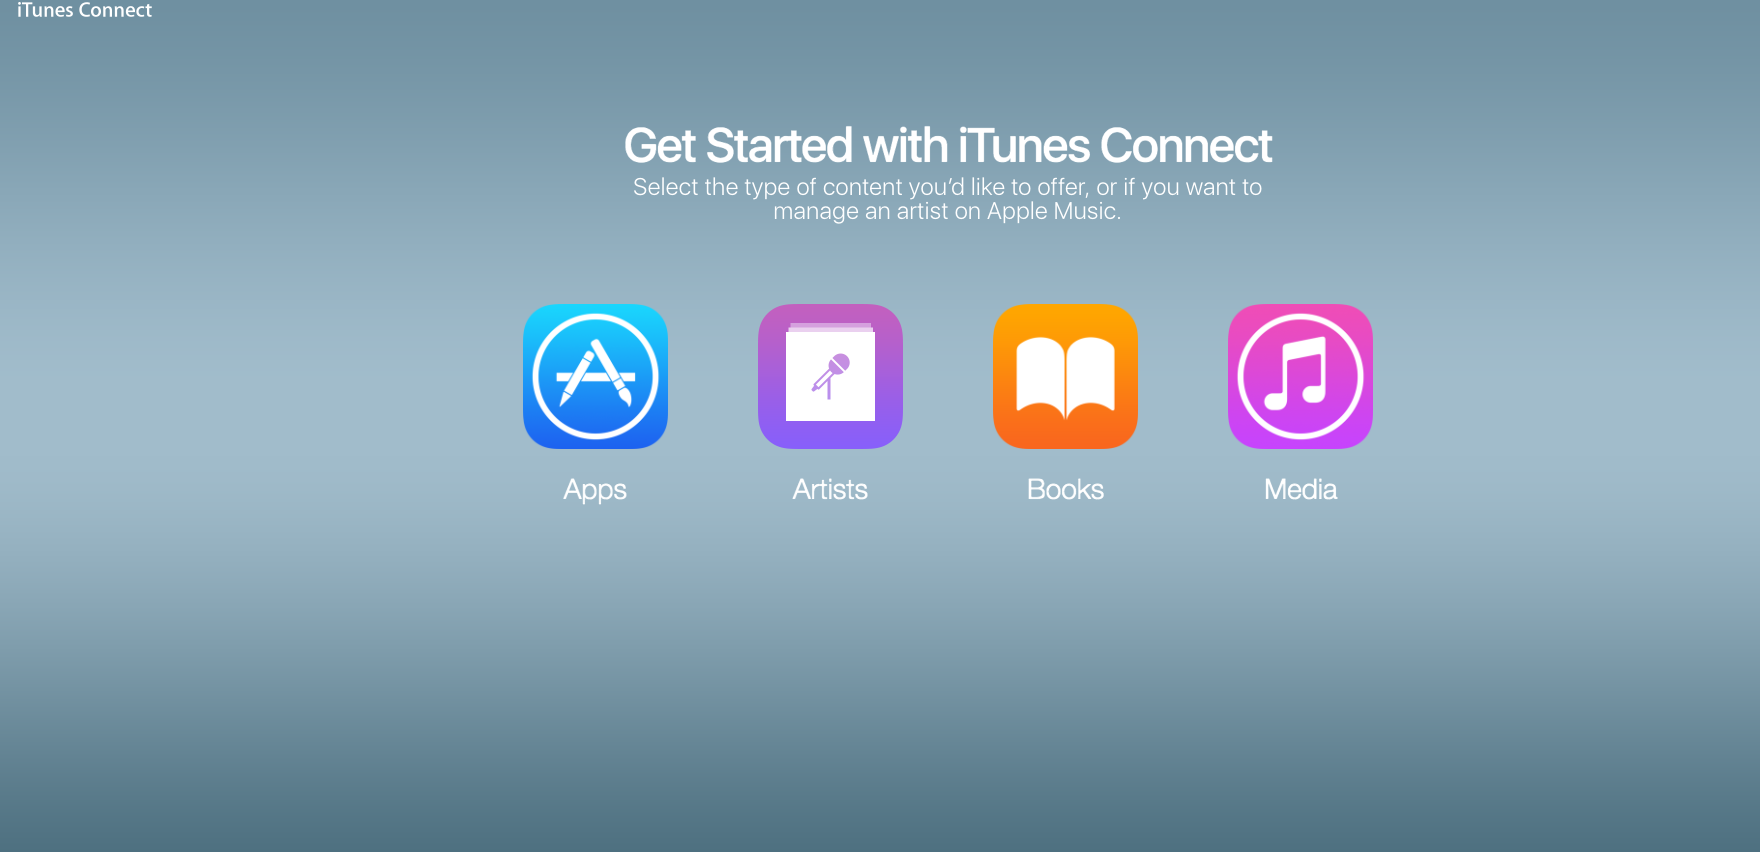 iTunes Connect
Get Started with iTunes Connect
Select the type of content you’d like to offer, or if you want to
manage an artist on Apple Music.
Apps
Artists
Books
Media